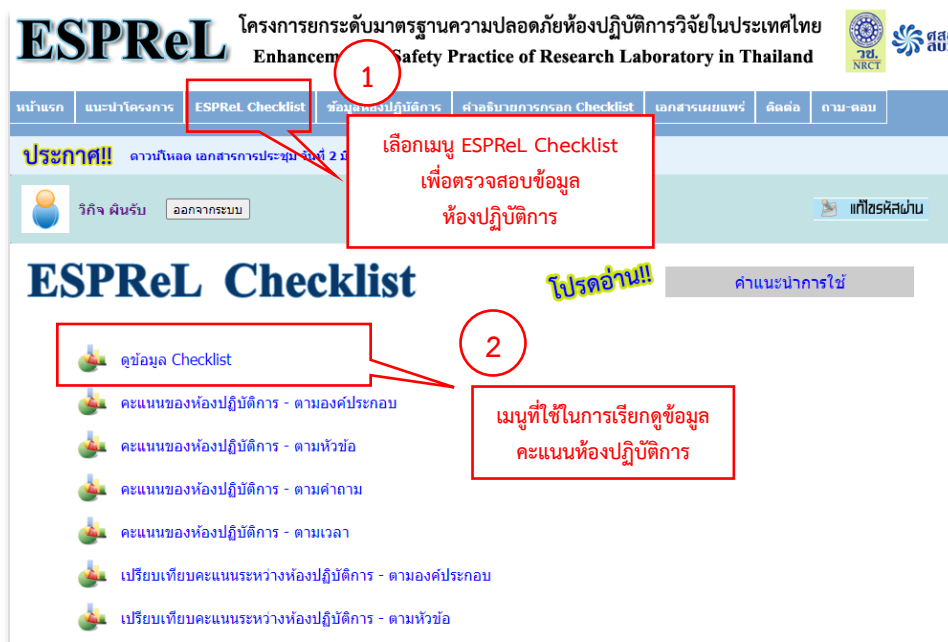 ESPReL
โครงการยกระดับมาตรฐานความปลอดภัยห้องปฏิบัติการวิจัยในประเทศไทย
Safety Practice of Research Laboratory in Thailand
วช.
NRCT
1
หน้าแรก
แนะนำโครงการ
ESPReL Checklist
คำอธิบายการกรอก Checklist
เอกสารเผยแพร่
ติดต่อ
ถาม-ตอบ
ประกาศ!!
ดาวน์โหลด เอกสารการประชุม วันที่ 2
เลือกเมนู ESPReL Checklist
เพื่อตรวจสอบข้อมูล
ห้องปฏิบัติการ
วิกิจ ผินรับ
ออกจากระบบ
แก้ไขรหัสผ่าน
ESPReL Checklist
โปรดอ่าน!!
คำแนะนำการใช้
2
ดูข้อมูล Checklist
คะแนนของห้องปฏิบัติการ - ตามองค์ประกอบ
เมนูที่ใช้ในการเรียกดูข้อมูล
คะแนนห้องปฏิบัติการ
คะแนนของห้องปฏิบัติการ - ตามหัวข้อ
คะแนนของห้องปฏิบัติการ - ตามคำถาม
คะแนนของห้องปฏิบัติการ - ตามเวลา
เปรียบเทียบคะแนนระหว่างห้องปฏิบัติการ - ตามองค์ประกอบ
เปรียบเทียบคะแนนระหว่างห้องปฏิบัติการ - ตามหัวข้อ